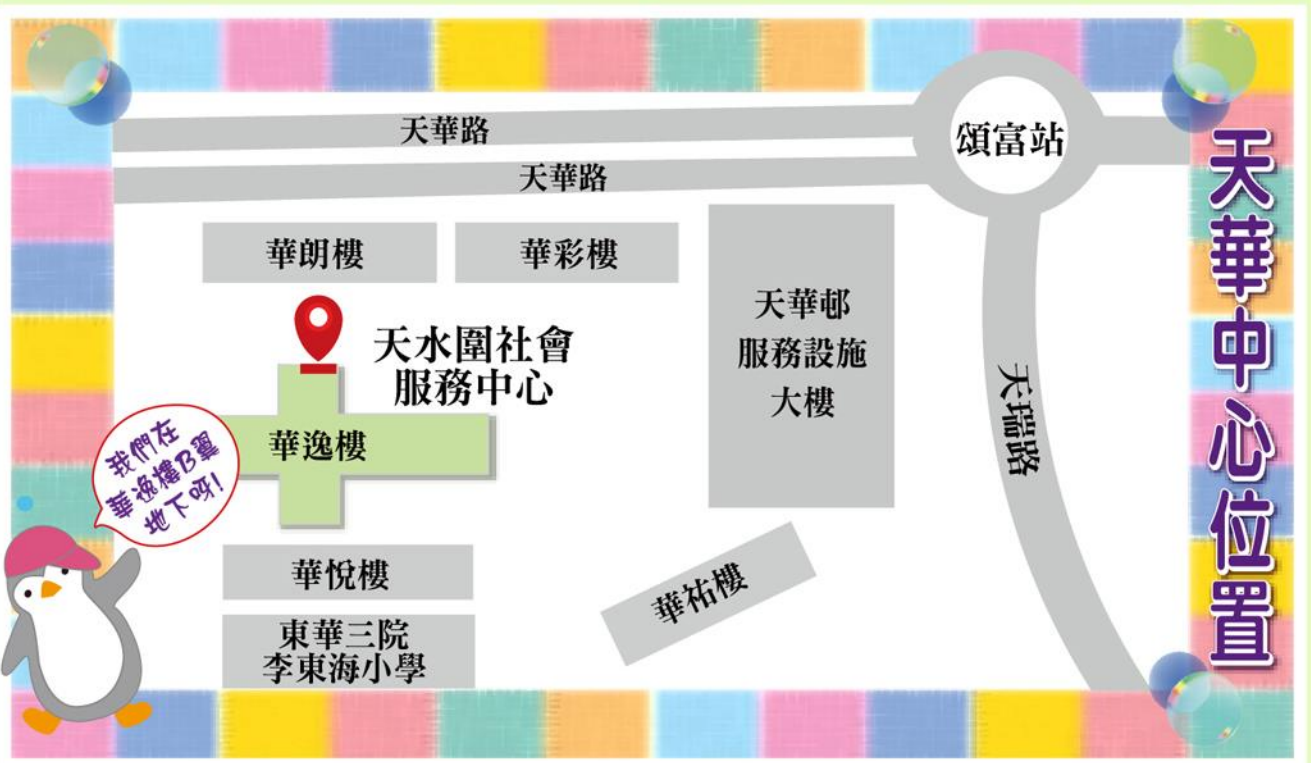 天華路
頌富站
天華路
華朗樓
華彩樓
天華邨
服務設施
大樓
天水圍社會
服務中心
華逸樓
我們在
華逸樓B翼
地下呀!
天瑞路
華悅樓
華祐樓
東華三院
李東海小學
天華中心位置